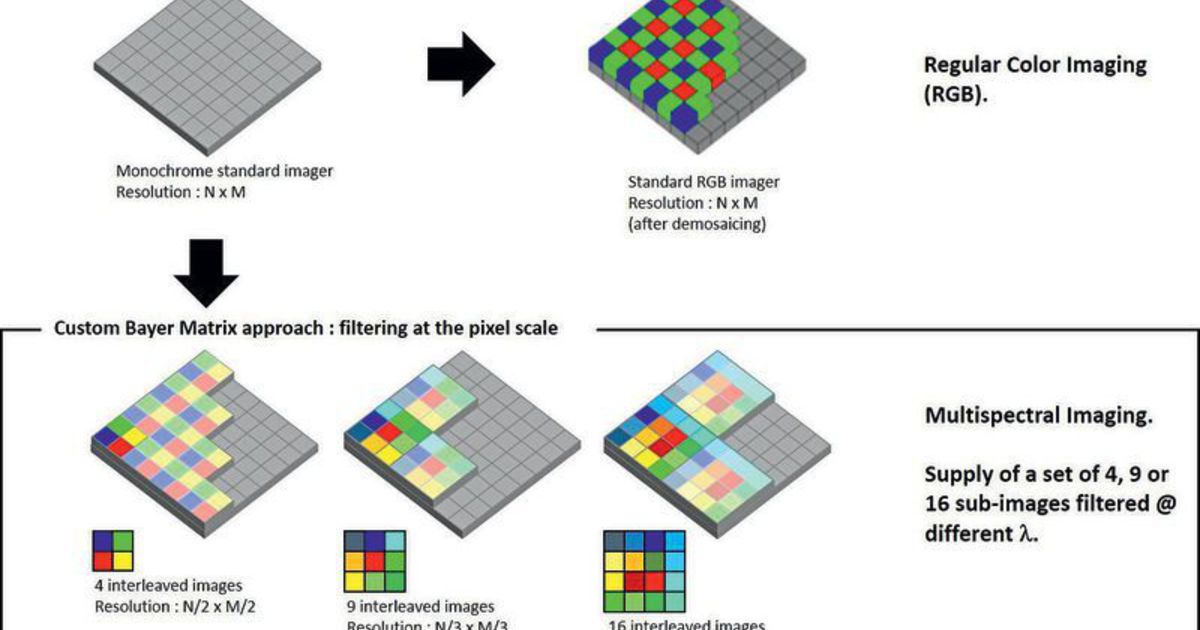 Regular Color Imaging
(RGB).
Monochrome standard imager
Resolution : N x M
Standard RGB imager
Resolution : N x M
(after demosaicing)
Custom Bayer Matrix approach : filtering at the pixel scale
Multispectral Imaging.
Supply of a set of 4, 9 or
16 sub-images filtered @
different λ.
4 interleaved images
Resolution : N/2 x M/2
9 interleaved images
Resolution : N/3 x M/3
16 interleaved images